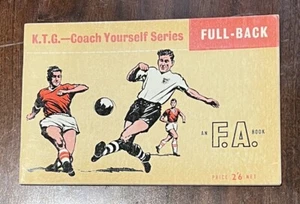 K.T.G.—Coach Yourself Series
FULL-BACK
AN F.A. BOOK
PRICE 2/6 NET